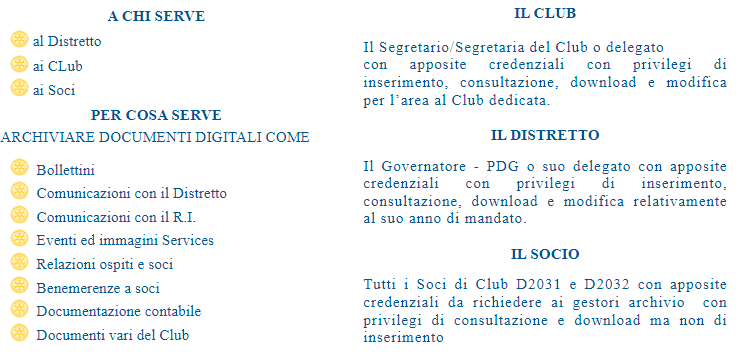 A CHI SERVE
al Distretto
ai CLub
ai Soci
PER COSA SERVE
ARCHIVIARE DOCUMENTI DIGITALI COME
Bollettini
Comunicazioni con il Distretto
Comunicazioni con il R.I.
Eventi ed immagini Services
Relazioni ospiti e soci
Benemerenze a soci
Documentazione contabile
Documenti vari del Club
IL CLUB
Il Segretario/Segretaria del Club o delegato
con apposite credenziali con privilegi di
inserimento, consultazione, download e modifica
per l’area al Club dedicata.
IL DISTRETTO
Il Governatore - PDG o suo delegato con apposite
credenziali con privilegi di inserimento,
consultazione, download e modifica relativamente
al suo anno di mandato.
IL SOCIO
Tutti i Soci di Club D2031 e D2032 con apposite
credenziali da richiedere ai gestori archivio con
privilegi di consultazione e download ma non di
inserimento